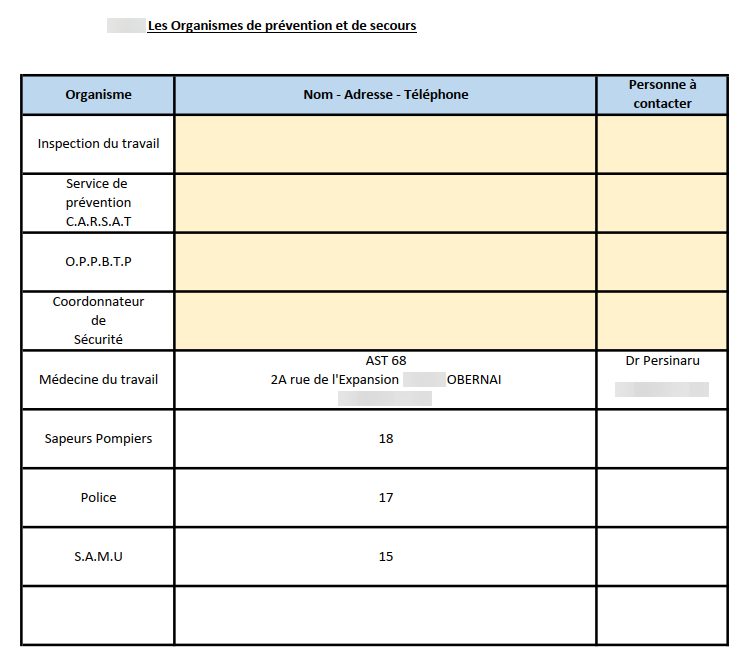 Les Organismes de prévention et de secours
Organisme
Nom - Adresse - Téléphone
Personne à
contacter
Inspection du travail
Service de
prévention
C.A.R.S.A.T
O.P.P.B.T.P
Coordonnateur
de
Sécurité
Médecine du travail
AST 68
2A rue de l'Expansion OBERNAI
Dr Persinaru
Sapeurs Pompiers
18
Police
17
S.A.M.U
15